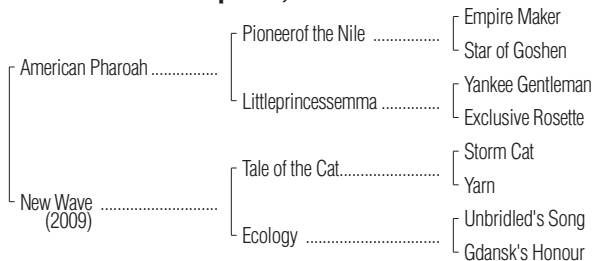 Empire Maker
Pioneerof the Nile ................
Star of Goshen
American Pharoah ...............
Yankee Gentleman
Littleprincessemma ..............
Exclusive Rosette
Storm Cat
Tale of the Cat........................
Yarn
New Wave ..........................
(2009)
Unbridled's Song
Ecology ................................
Gdansk's Honour